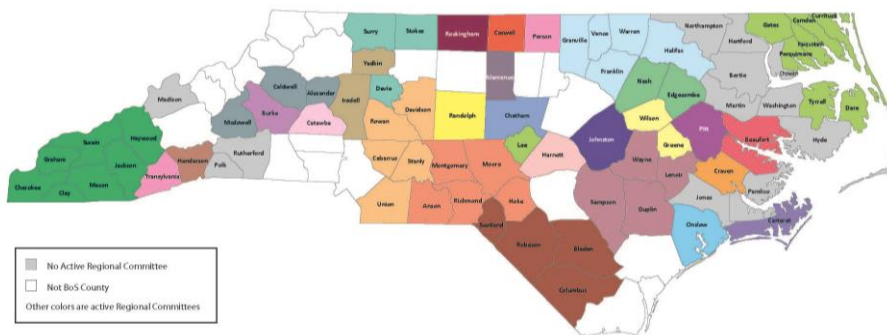 Surry
Stokes
Rockingham
Caswell
Person
Granville
Vance
Warren
Halifax
Northampton
Hertford
Gates
Camden
Currituck
Pasquotank
Perquimans
Chowan
Bertie
Yadkin
Alamance
Franklin
Nash
Edgecombe
Martin
Washington
Tyrrell
Dare
Madison
Caldwell
Alexander
Iredell
Davie
Davidson
Randolph
Chatham
McDowell
Burke
Catawba
Rowan
Wilson
Pitt
Beaufort
Hyde
Swain
Haywood
Graham
Jackson
Cherokee
Clay
Macon
Transylvania
Henderson
Polk
Rutherford
Lee
Harnett
Johnston
Greene
Wayne
Lenoir
Craven
Pamlico
Cabarrus
Stanly
Montgomery
Moore
Union
Anson
Richmond
Hoke
Sampson
Duplin
Jones
Onslow
Carteret
Scotland
Robeson
Bladen
Columbus
No Active Regional Committee
Not BoS County
Other colors are active Regional Committees